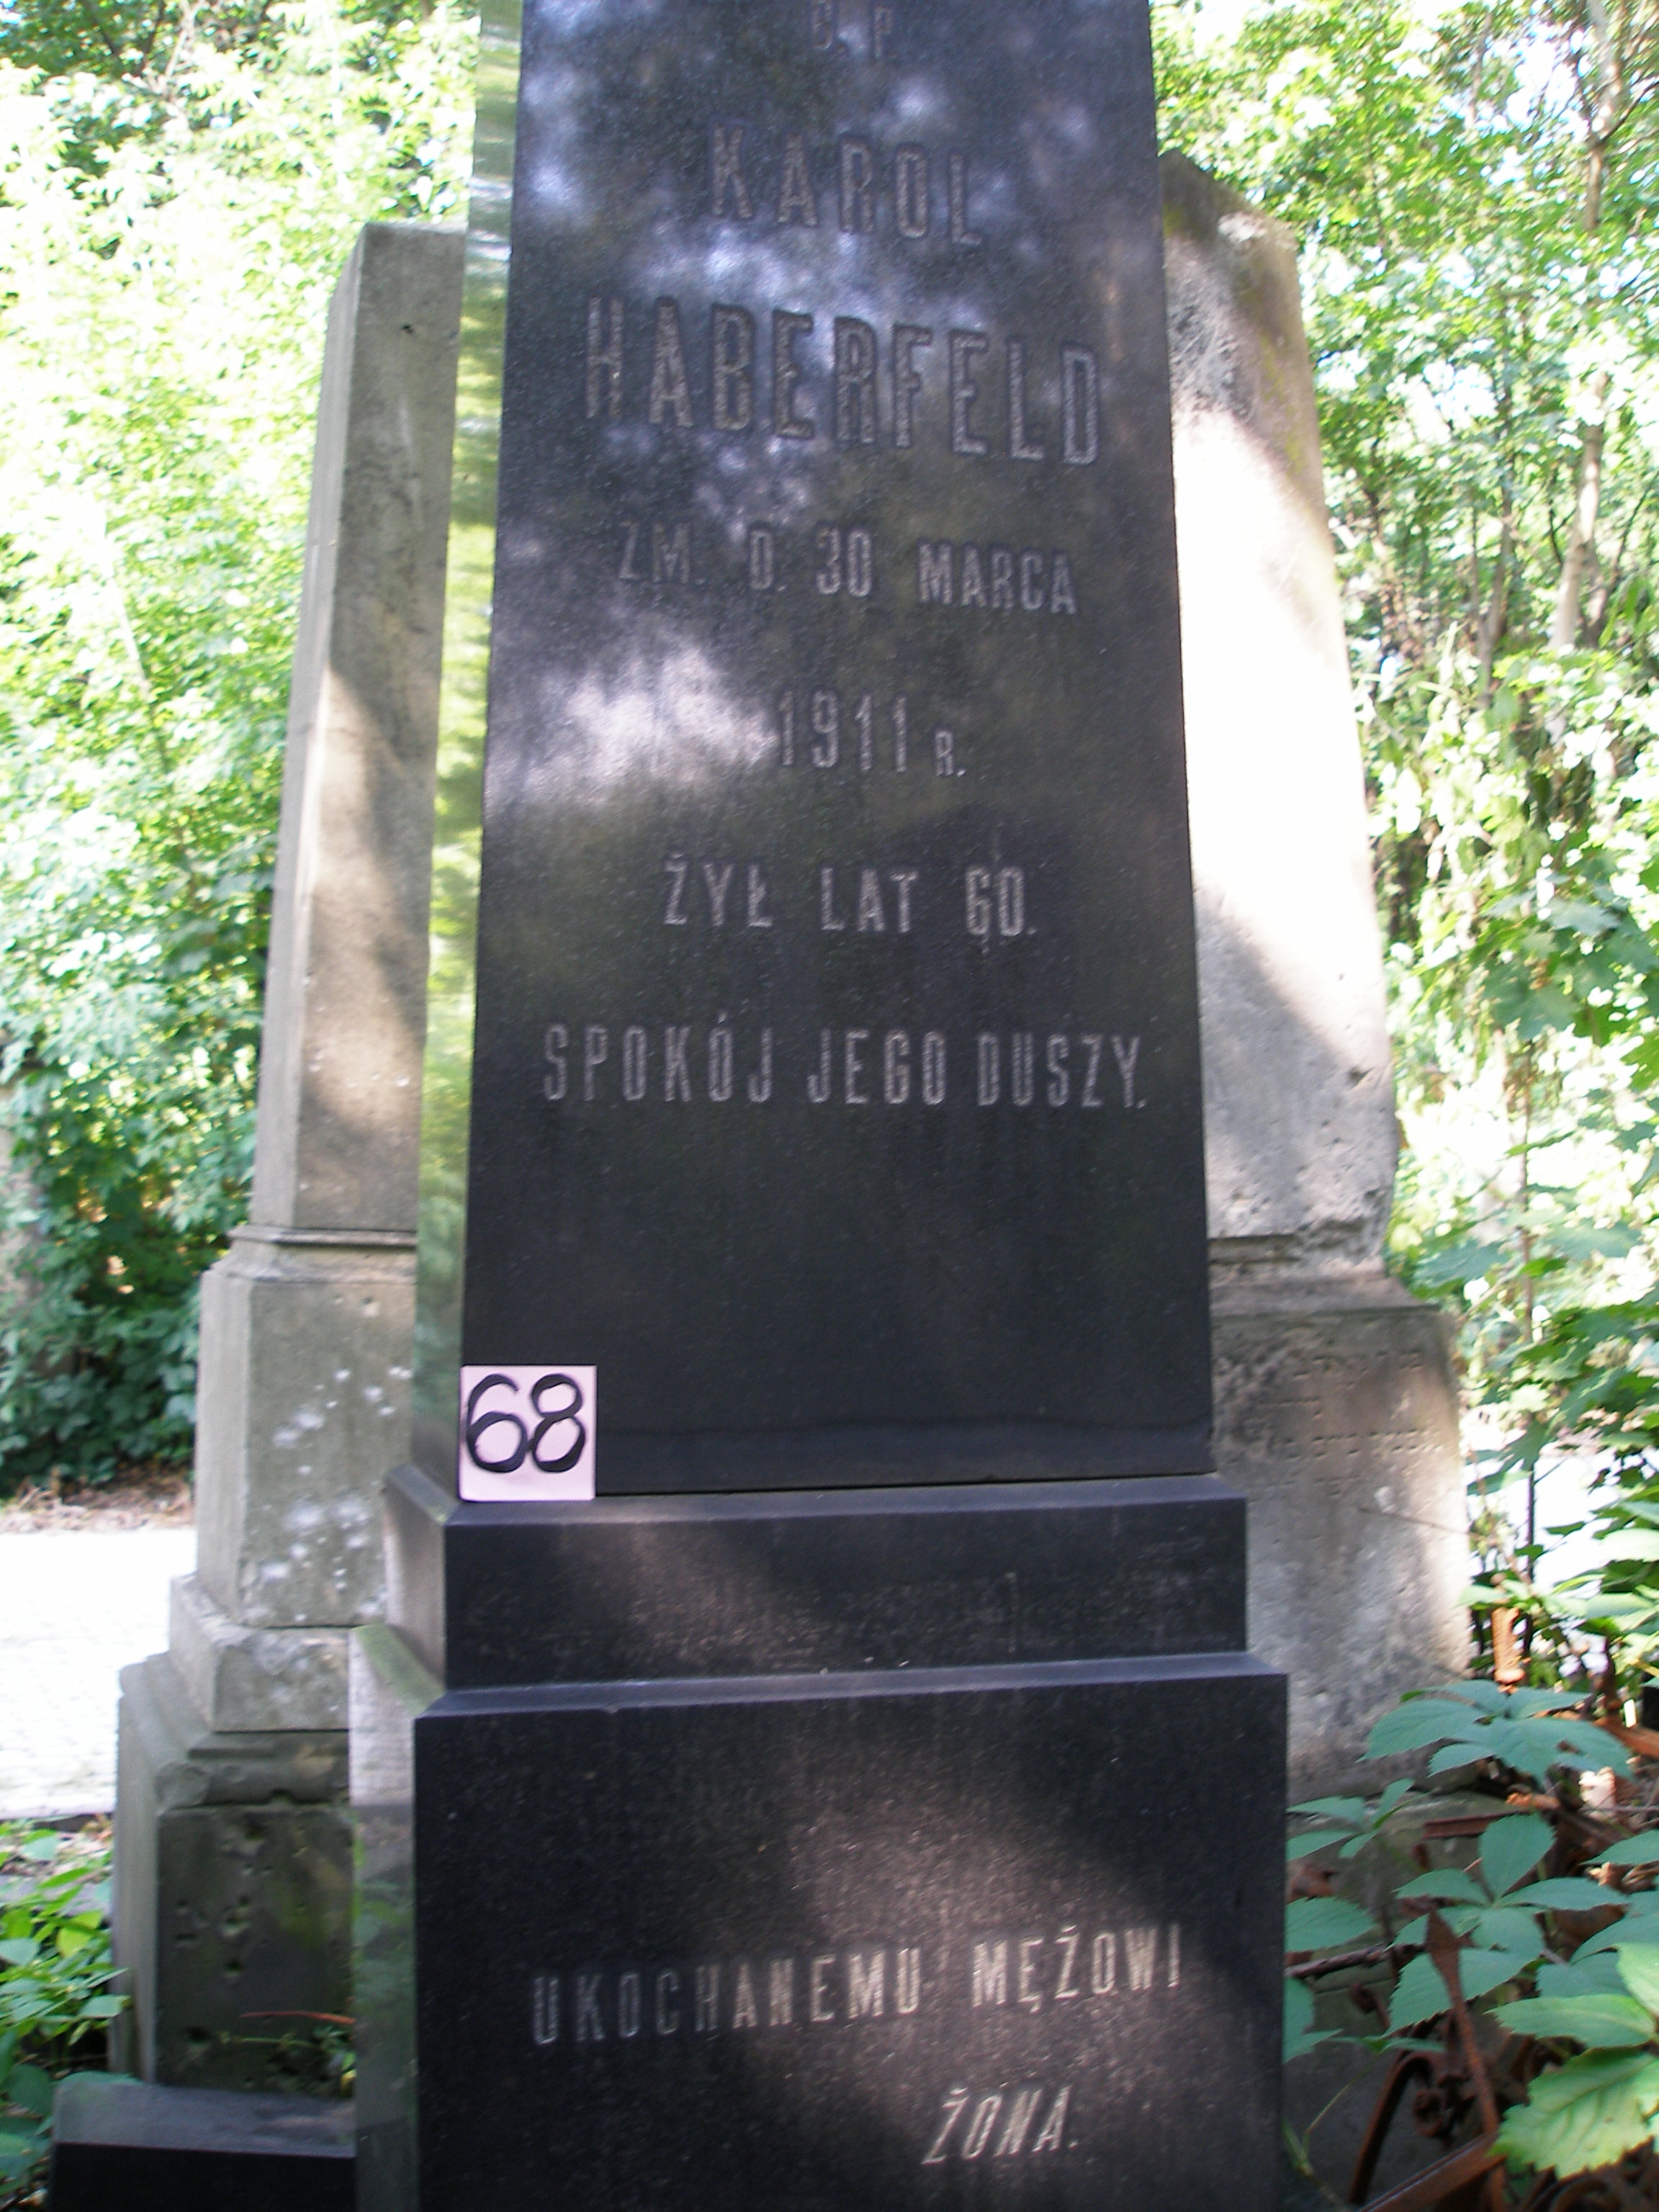 Ś P
KAROL
HABERFELD
ZM. D. 30 MARCA
1911 R.
ŻYŁ LAT 60.
SPOKÓJ JEGO DUSZY.
68
UKOCHANEMU MĘŻOWI
ŻONA.